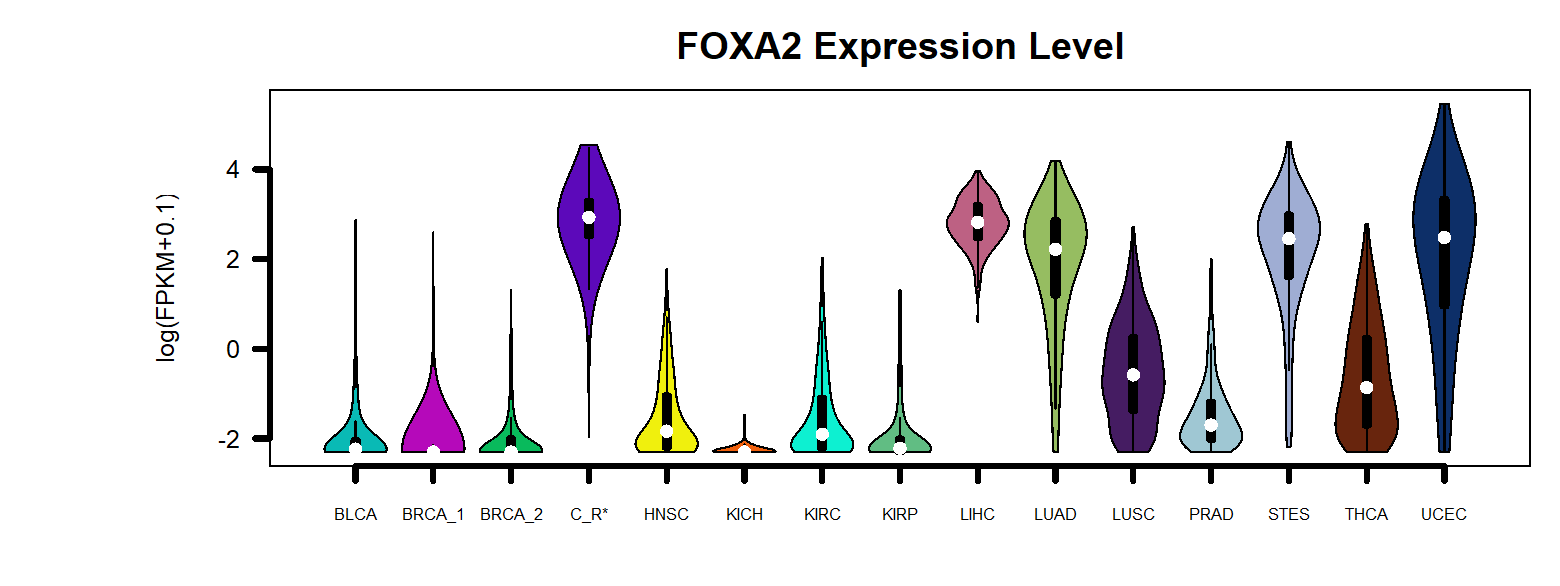 FOXA2 Expression Level
log(FPKM+0.1)
4
2
0
-2
BLCA BRCA_1 BRCA_2 C_R* HNSC KICH KIRC KIRP LIHC LUAD LUSC PRAD STES THCA UCEC